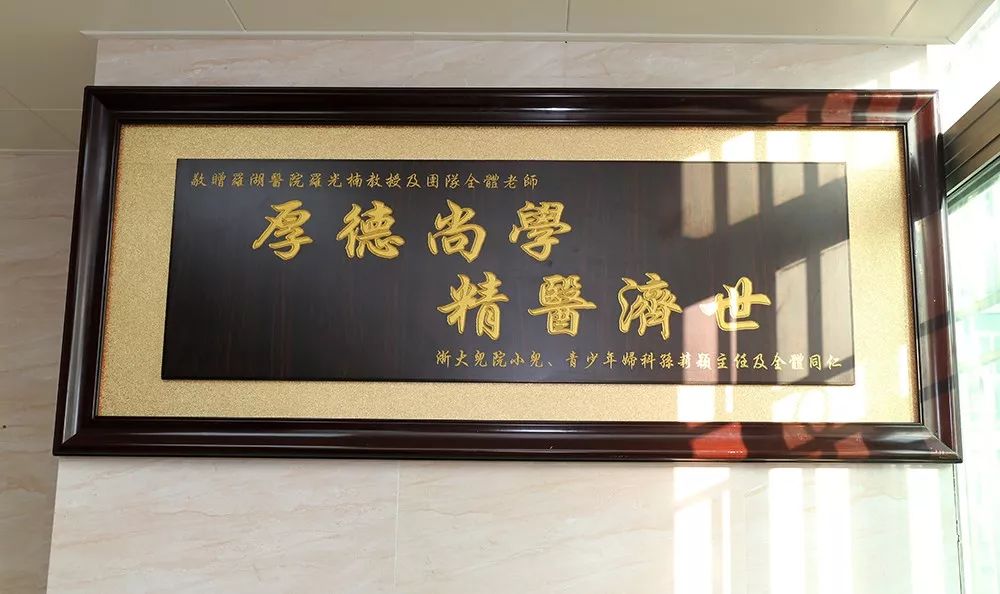 敬贈羅湖醫院羅光楠教授及团隊全體老師
厚德尚學
精醫濟世
浙大兒院小兒、青少年婦科孫莉穎主任及全體同仁